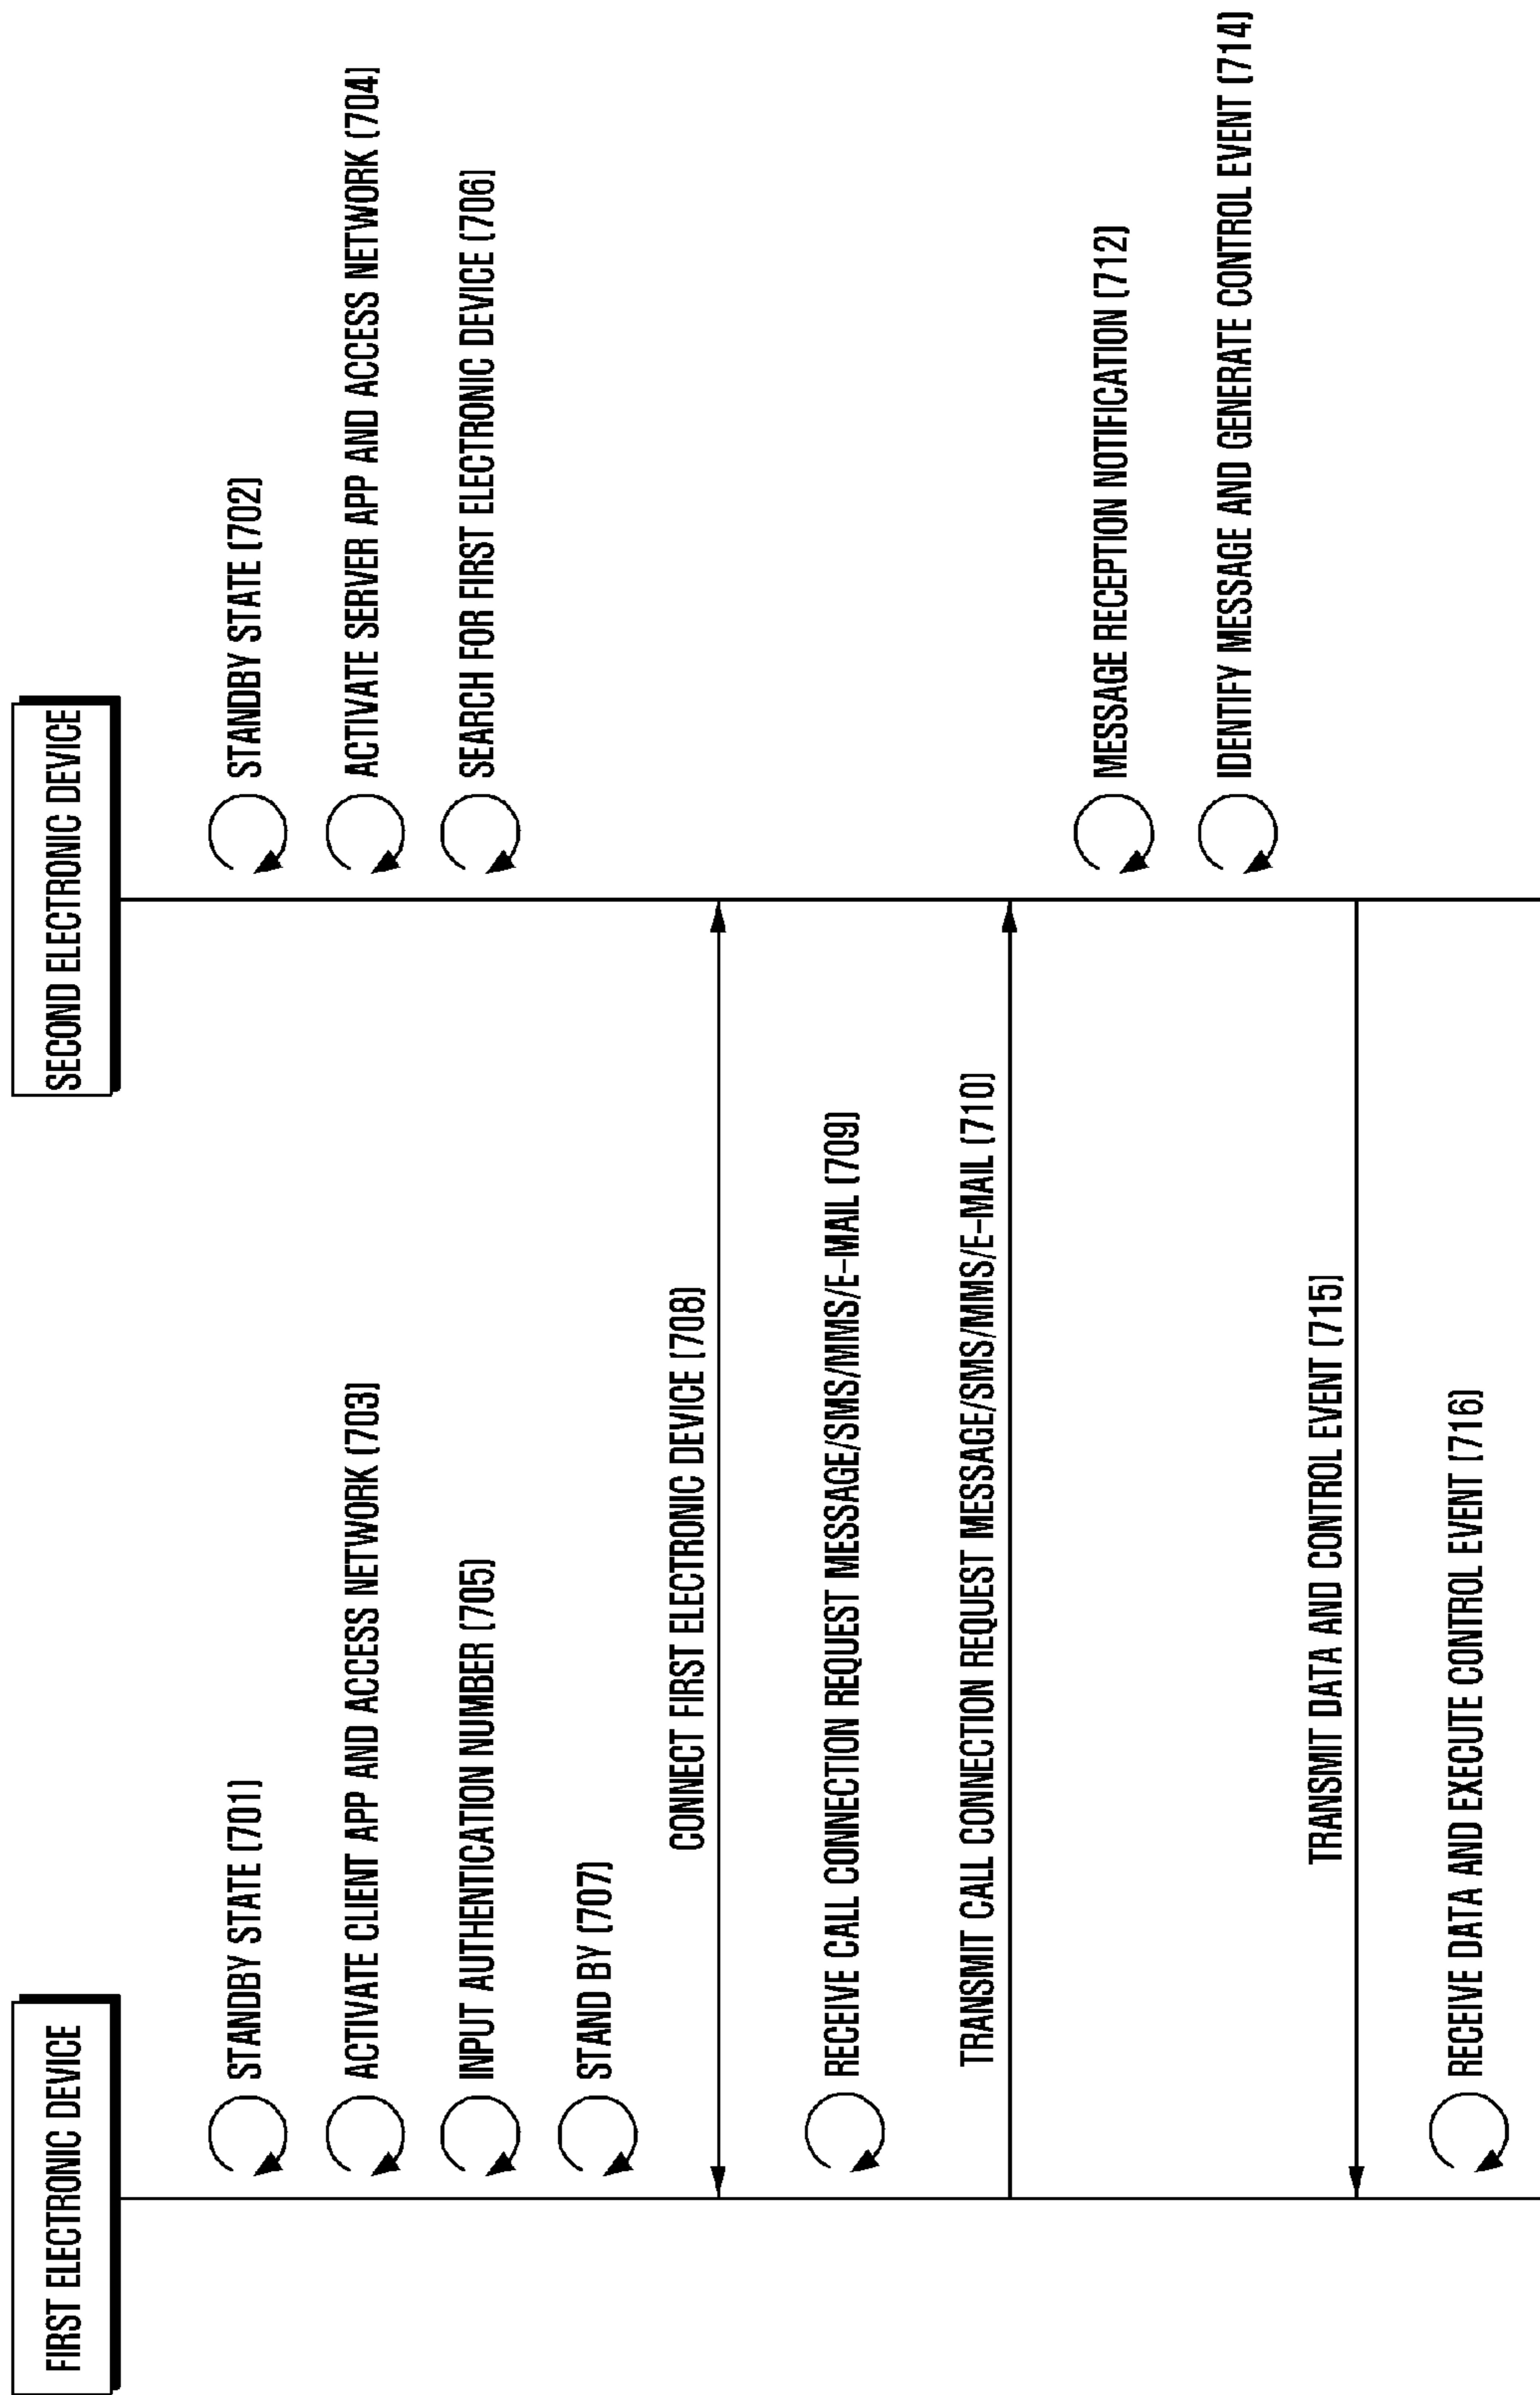 FIRST ELECTRONIC DEVICE
SECOND ELECTRONIC DEVICE
STANDBY STATE (701)
STANDBY STATE (702)
ACTIVATE CLIENT APP AND ACCESS NETWORK (703)
ACTIVATE SERVER APP AND ACCESS NETWORK (704)
INPUT AUTHENTICATION NUMBER (705)
SEARCH FOR FIRST ELECTRONIC DEVICE (706)
STAND BY (707)
CONNECT FIRST ELECTRONIC DEVICE (708)
RECEIVE CALL CONNECTION REQUEST MESSAGE/SMS/MMS/E-MAIL (709)
TRANSMIT CALL CONNECTION REQUEST MESSAGE/SMS/MMS/E-MAIL (710)
MESSAGE RECEPTION NOTIFICATION (712)
IDENTIFY MESSAGE AND GENERATE CONTROL EVENT (714)
TRANSMIT DATA AND CONTROL EVENT (715)
RECEIVE DATA AND EXECUTE CONTROL EVENT (716)